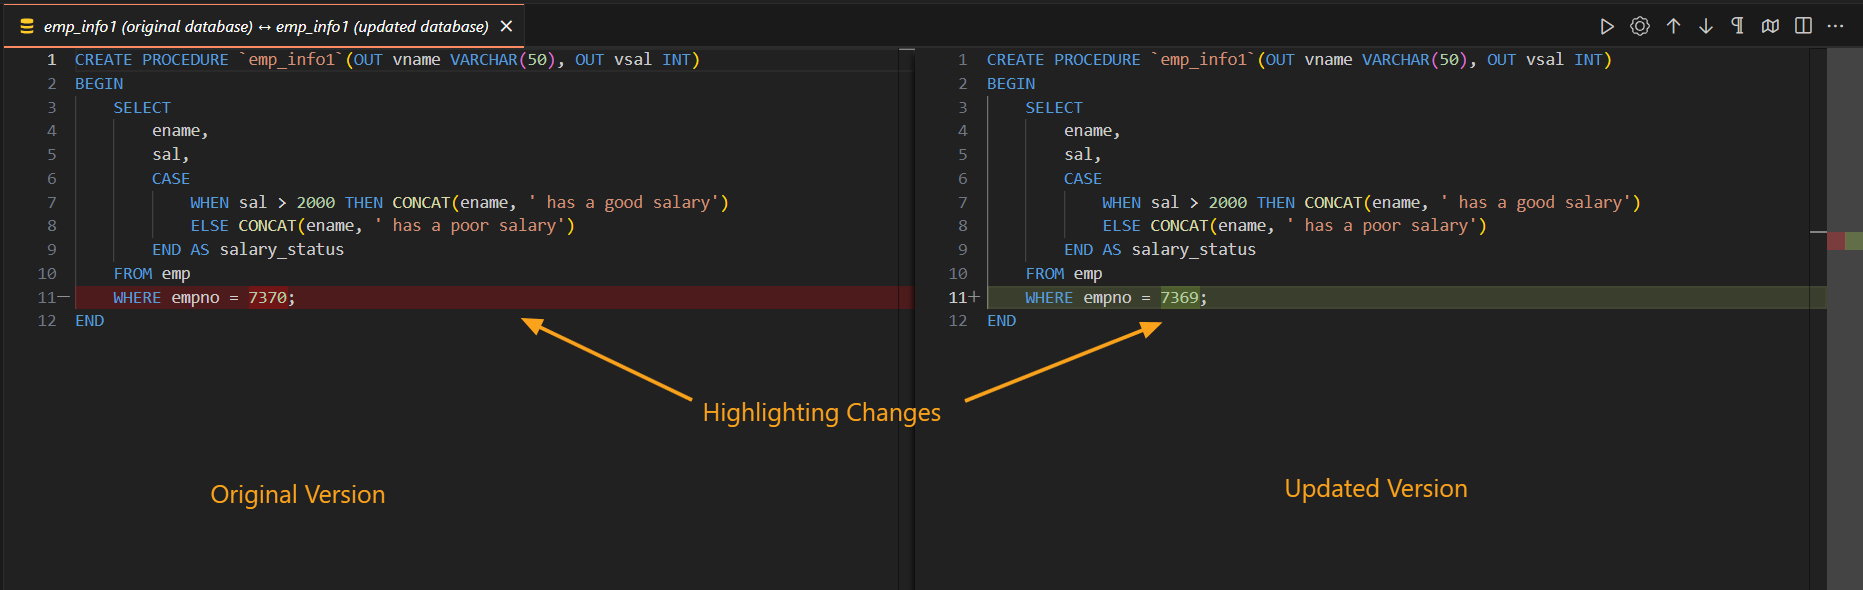 emp_info1 (original database) ↔ emp_info1 (updated database)
1 CREATE PROCEDURE `emp_info1`(OUT vname VARCHAR(50), OUT vsal INT)
2 BEGIN
3 SELECT
4 ename,
5 sal,
6 CASE
7 WHEN sal > 2000 THEN CONCAT(ename, ' has a good salary')
8 ELSE CONCAT(ename, ' has a poor salary')
9 END AS salary_status
10 FROM emp
11— WHERE empno = 7370;
12 END
1 CREATE PROCEDURE `emp_info1`(OUT vname VARCHAR(50), OUT vsal INT)
2 BEGIN
3 SELECT
4 ename,
5 sal,
6 CASE
7 WHEN sal > 2000 THEN CONCAT(ename, ' has a good salary')
8 ELSE CONCAT(ename, ' has a poor salary')
9 END AS salary_status
10 FROM emp
11+ WHERE empno = 7369;
12 END
Highlighting Changes
Original Version
Updated Version